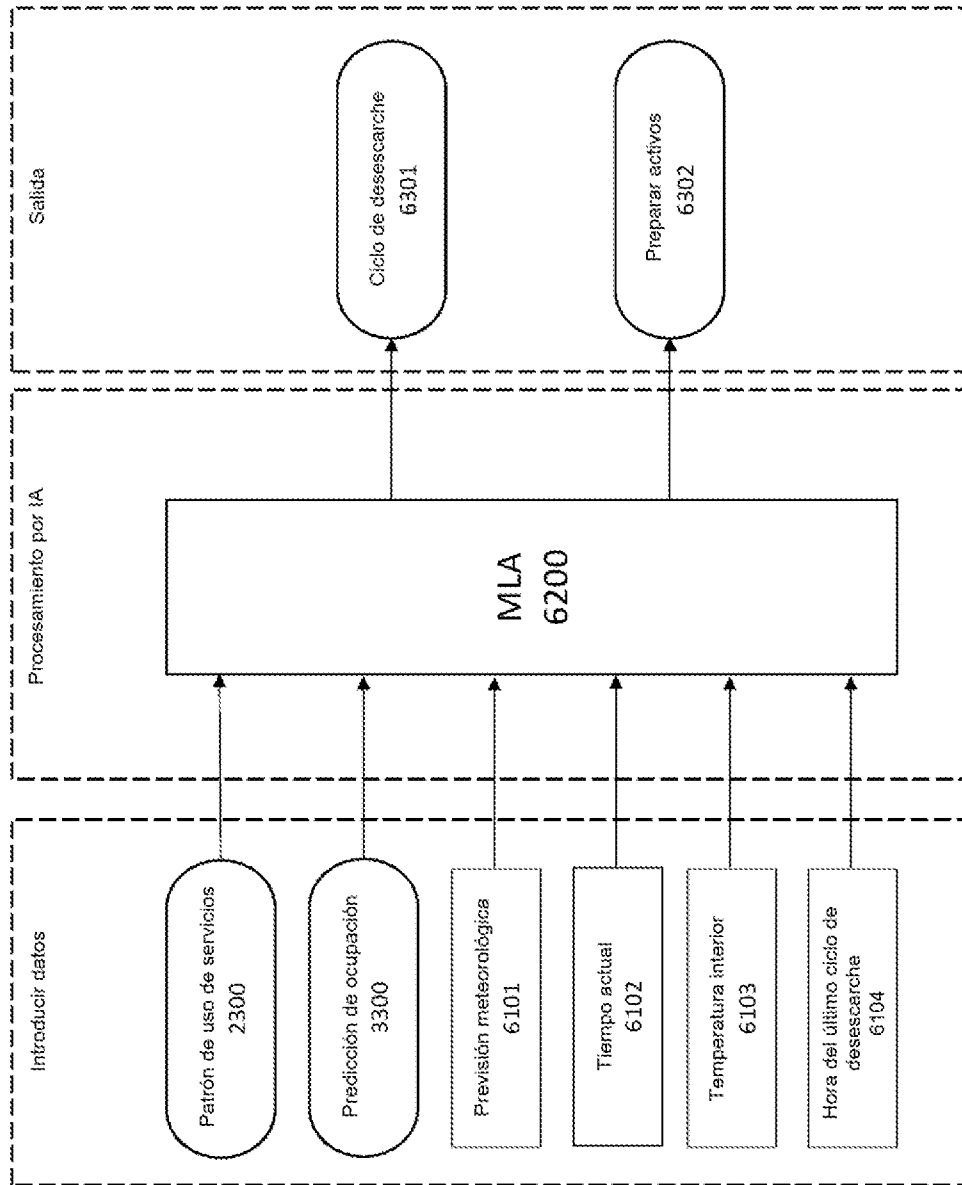 Introducir datos
Patrón de uso de servicios
2300
Predicción de ocupación
3300
Previsión meteorológica
6101
Tiempo actual
6102
Temperatura interior
6103
Hora del último ciclo de
desescarche
6104
Procesamiento por IA
MLA
6200
Salida
Ciclo de desescarche
6301
Preparar activos
6302